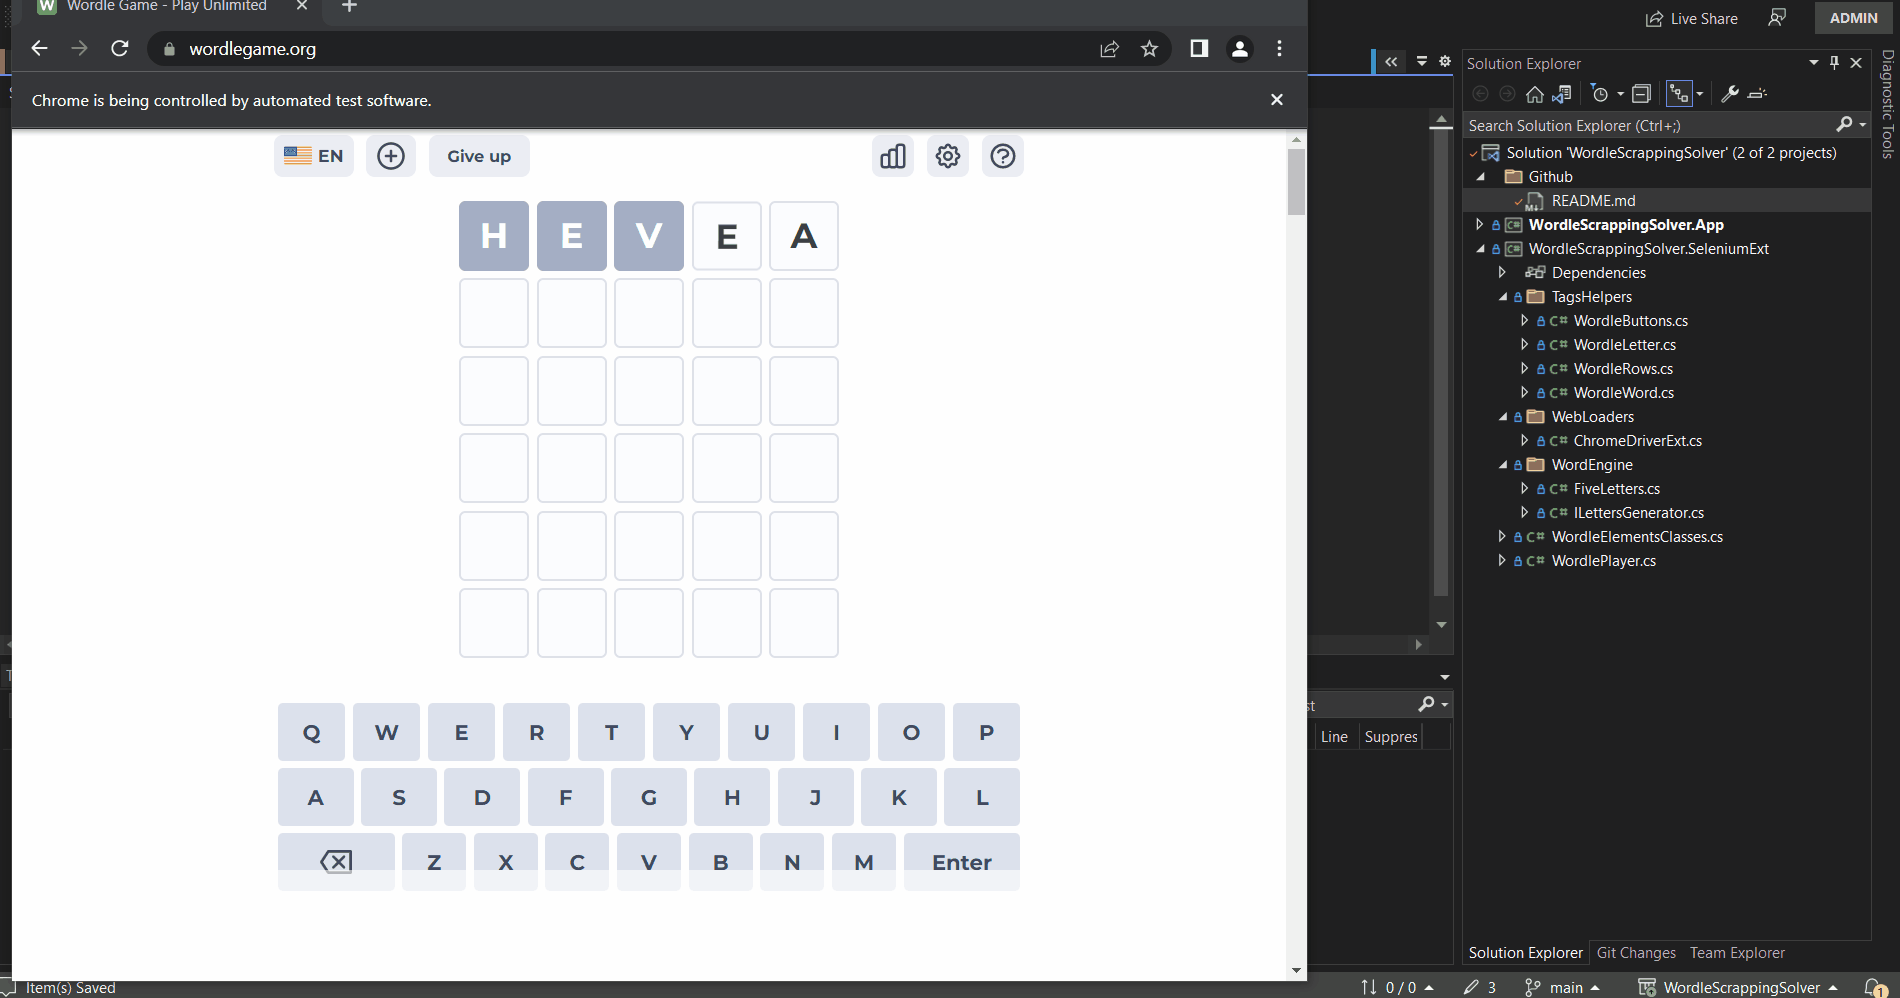 W Wordle Game - Play Unlimited
wordlegame.org
Chrome is being controlled by automated test software.
EN
Give up
H E V E A
Q W E R T Y U I O P
A S D F G H J K L
Z X C V B N M Enter
Live Share
ADMIN
Solution Explorer
Search Solution Explorer (Ctrl+;)
Solution 'WordleScrappingSolver' (2 of 2 projects)
Github
M↓ README.md
C# WordleScrappingSolver.App
C# WordleScrappingSolver.SeleniumExt
Dependencies
TagsHelpers
C# WordleButtons.cs
C# WordleLetter.cs
C# WordleRows.cs
C# WordleWord.cs
WebLoaders
C# ChromeDriverExt.cs
WordEngine
C# FiveLetters.cs
C# ILettersGenerator.cs
C# WordleElementsClasses.cs
C# WordlePlayer.cs
Diagnostic Tools
st
Line Suppres
Solution Explorer Git Changes Team Explorer
Item(s) Saved
0 / 0 3 main WordleScrappingSolver 1